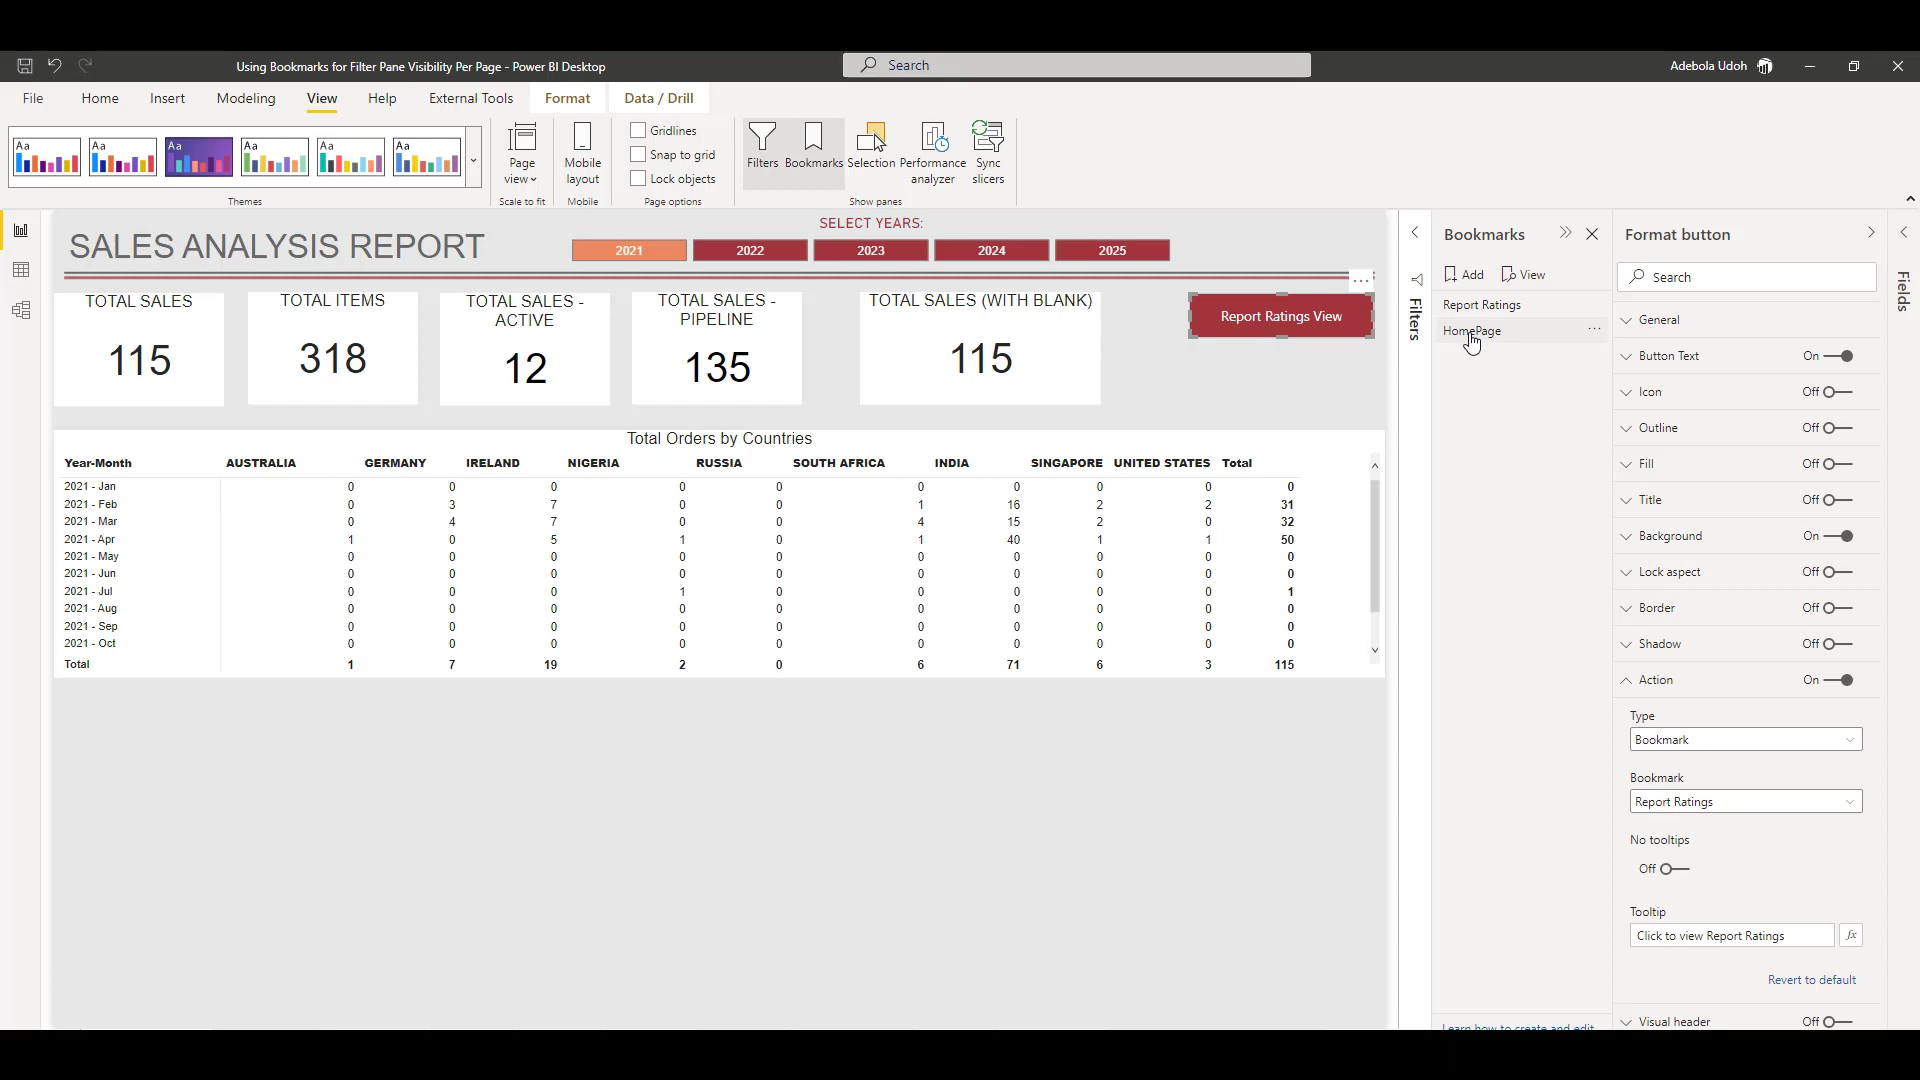 Using Bookmarks for Filter Pane Visibility Per Page - Power BI Desktop
Search
Adebola Udoh
File Home Insert Modeling View Help External Tools Format Data / Drill
Aa Aa Aa Aa Aa Aa
Themes
Page view
Scale to fit
Mobile layout
Mobile
Gridlines
Snap to grid
Lock objects
Page options
Filters
Bookmarks
Selection
Performance analyzer
Sync slicers
Show panes
SALES ANALYSIS REPORT
SELECT YEARS:
2021 2022 2023 2024 2025
TOTAL SALES
115
TOTAL ITEMS
318
TOTAL SALES -
ACTIVE
12
TOTAL SALES -
PIPELINE
135
TOTAL SALES (WITH BLANK)
115
...
Report Ratings View
Total Orders by Countries
Year-Month AUSTRALIA GERMANY IRELAND NIGERIA RUSSIA SOUTH AFRICA INDIA SINGAPORE UNITED STATES Total
2021 - Jan 0 0 0 0 0 0 0 0 0 0
2021 - Feb 0 3 7 0 0 1 16 2 2 31
2021 - Mar 0 4 7 0 0 4 15 2 0 32
2021 - Apr 1 0 5 1 0 1 40 1 1 50
2021 - May 0 0 0 0 0 0 0 0 0 0
2021 - Jun 0 0 0 0 0 0 0 0 0 0
2021 - Jul 0 0 0 1 0 0 0 0 0 1
2021 - Aug 0 0 0 0 0 0 0 0 0 0
2021 - Sep 0 0 0 0 0 0 0 0 0 0
2021 - Oct 0 0 0 0 0 0 0 0 0 0
Total 1 7 19 2 0 6 71 6 3 115
Filters
Bookmarks
Add View
Report Ratings
HomePage ...
Learn how to create and edit
Format button
Search
General
Button Text On
Icon Off
Outline Off
Fill Off
Title Off
Background On
Lock aspect Off
Border Off
Shadow Off
Action On
Type
Bookmark
Bookmark
Report Ratings
No tooltips
Off
Tooltip
Click to view Report Ratings fx
Revert to default
Visual header Off
Fields